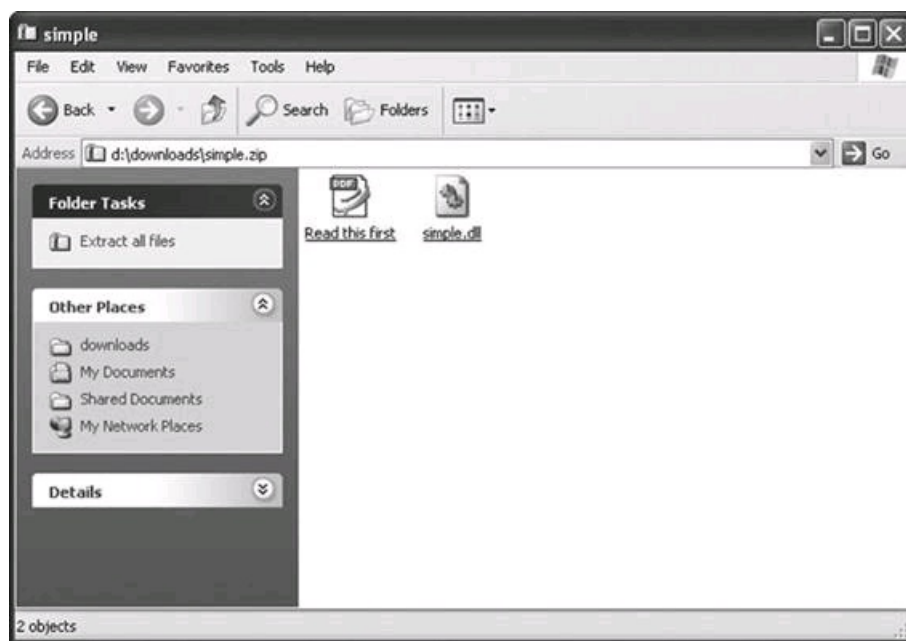 simple
File Edit View Favorites Tools Help
Back Search Folders
Address d:\downloads\simple.zip Go
Folder Tasks
Extract all files
Other Places
downloads
My Documents
Shared Documents
My Network Places
Details
PDF
Read this first simple.dll
2 objects